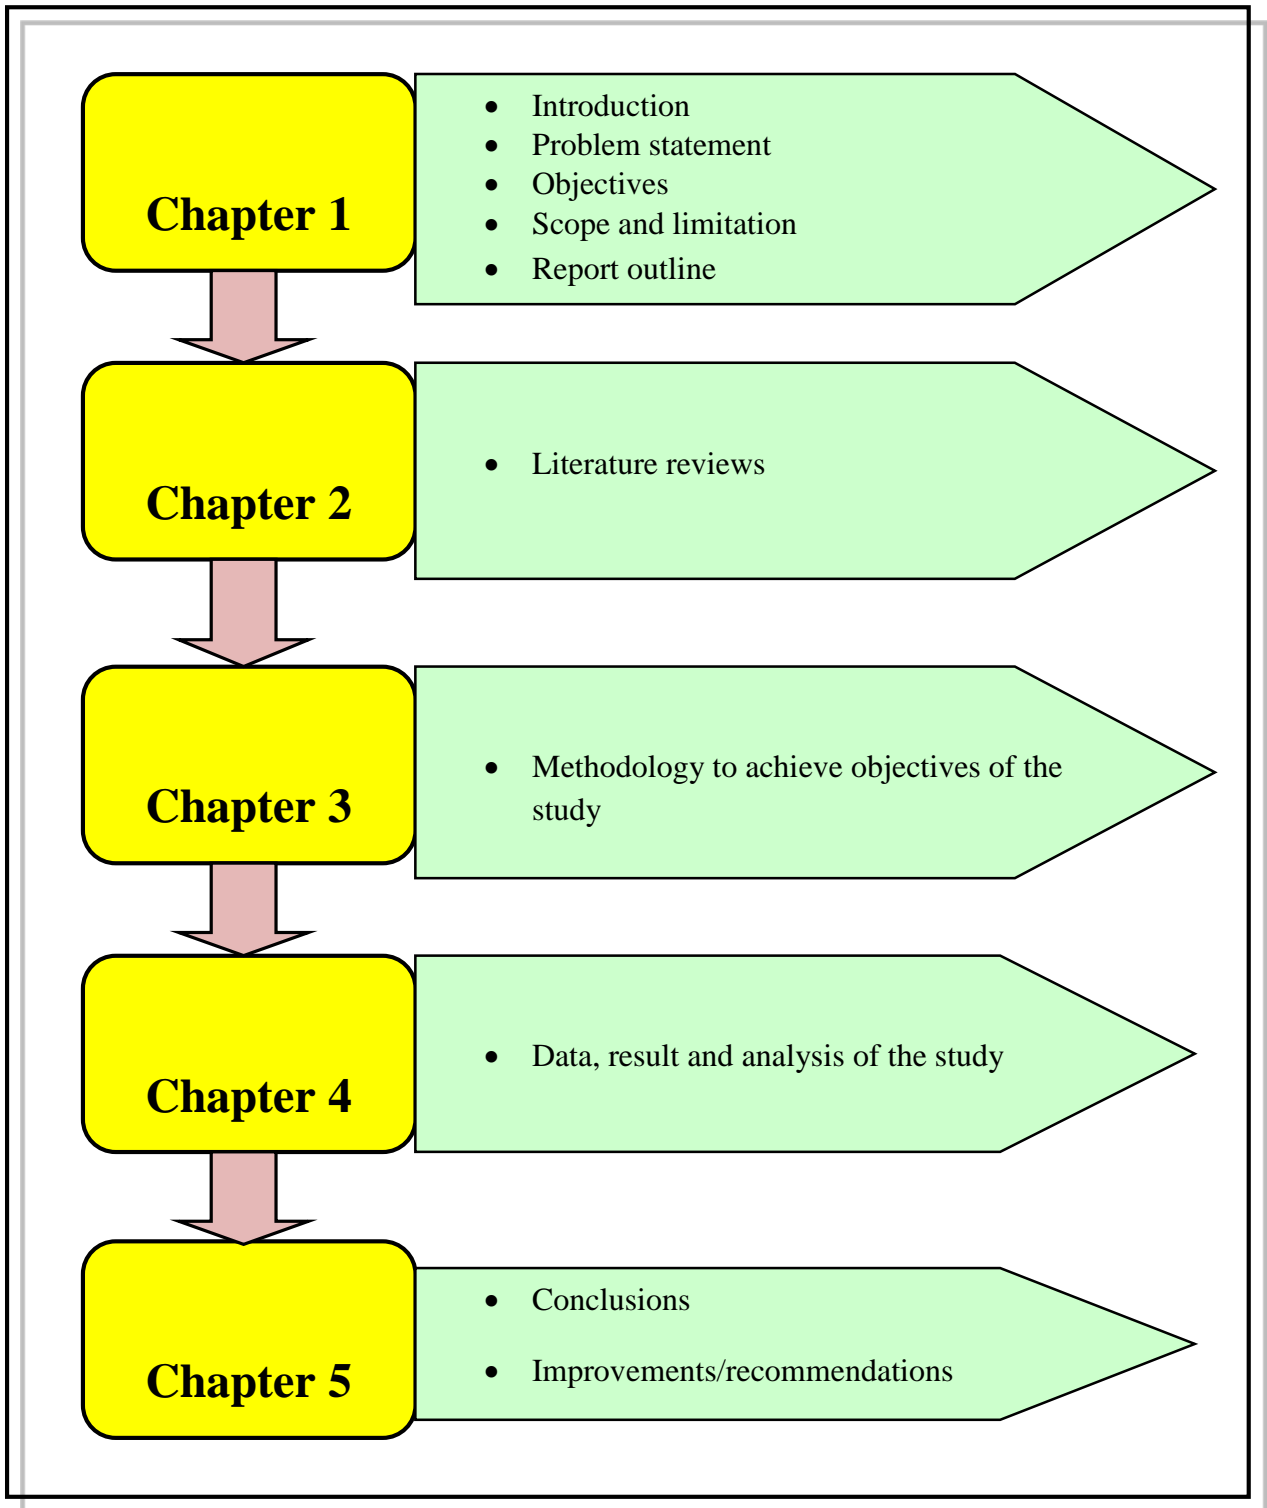 • Introduction
• Problem statement
• Objectives
Chapter 1
• Scope and limitation
• Report outline
• Literature reviews
Chapter 2
• Methodology to achieve objectives of the
study
Chapter 3
• Data, result and analysis of the study
Chapter 4
• Conclusions
• Improvements/recommendations
Chapter 5